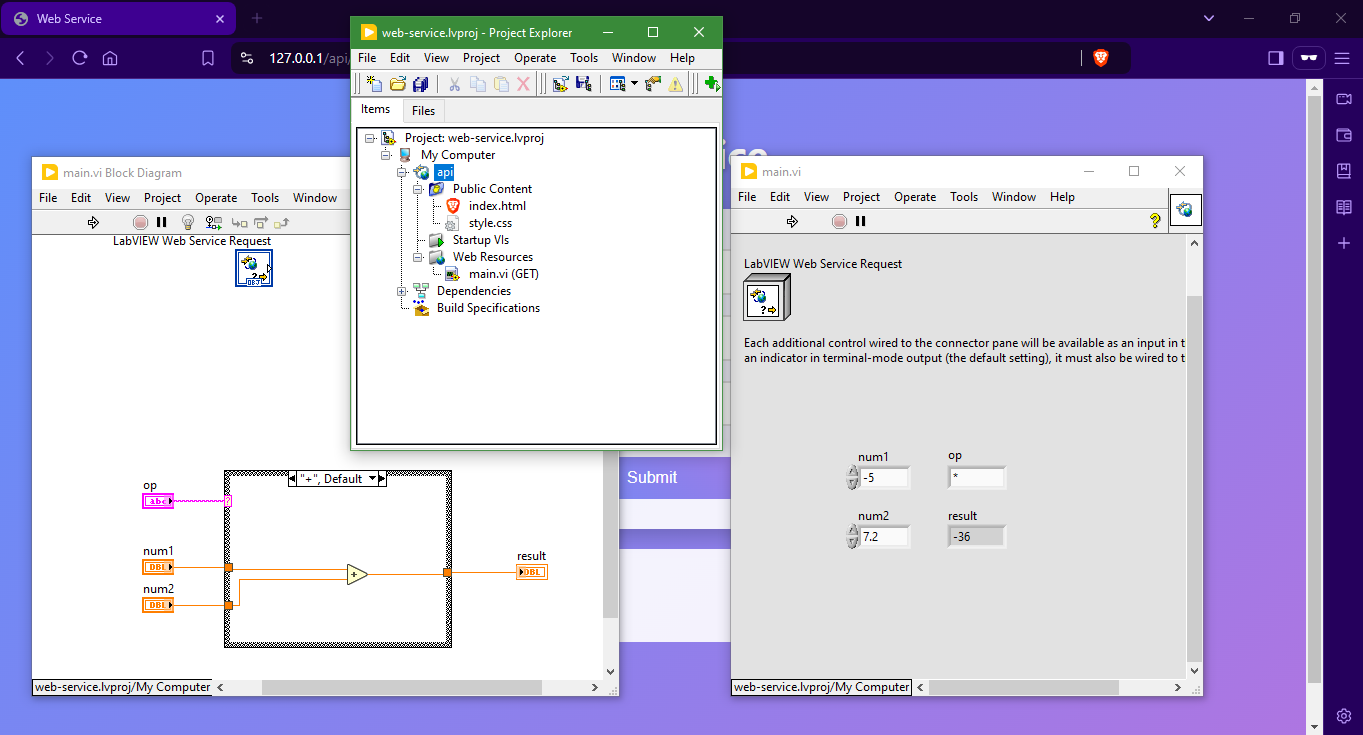 Web Service
127.0.0.1/api/
web-service.lvproj - Project Explorer
File Edit View Project Operate Tools Window Help
Items Files
Project: web-service.lvproj
My Computer
api
Public Content
index.html
style.css
Startup VIs
Web Resources
main.vi (GET)
Dependencies
Build Specifications
main.vi Block Diagram
File Edit View Project Operate Tools Window
LabVIEW Web Service Request
OBJ
"+", Default
op
abc
?
num1
DBL
num2
DBL
+
result
DBL
web-service.lvproj/My Computer
Submit
main.vi
File Edit View Project Operate Tools Window Help
LabVIEW Web Service Request
Each additional control wired to the connector pane will be available as an input in t
an indicator in terminal-mode output (the default setting), it must also be wired to t
num1 op
-5 *
num2 result
7.2 -36
web-service.lvproj/My Computer